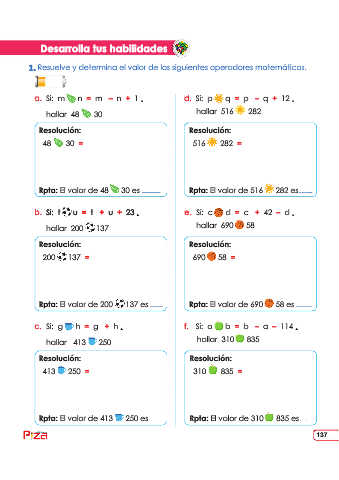 Desarrolla tus habilidades
1. Resuelve y determina el valor de los siguientes operadores matemáticos.
a. Si: m n = m - n + 1 .
hallar 48 30
Resolución:
48 30 =
Rpta: El valor de 48 30 es
b. Si: t u = t + u + 23 .
hallar 200 137
Resolución:
200 137 =
Rpta: El valor de 200 137 es
c. Si: g h = g + h .
hallar 413 250
Resolución:
413 250 =
Rpta: El valor de 413 250 es
d. Si: p q = p - q + 12 .
hallar 516 282
Resolución:
516 282 =
Rpta: El valor de 516 282 es
e. Si: c d = c + 42 - d .
hallar 690 58
Resolución:
690 58 =
Rpta: El valor de 690 58 es
f. Si: a b = b - a - 114 .
hallar 310 835
Resolución:
310 835 =
Rpta: El valor de 310 835 es
137